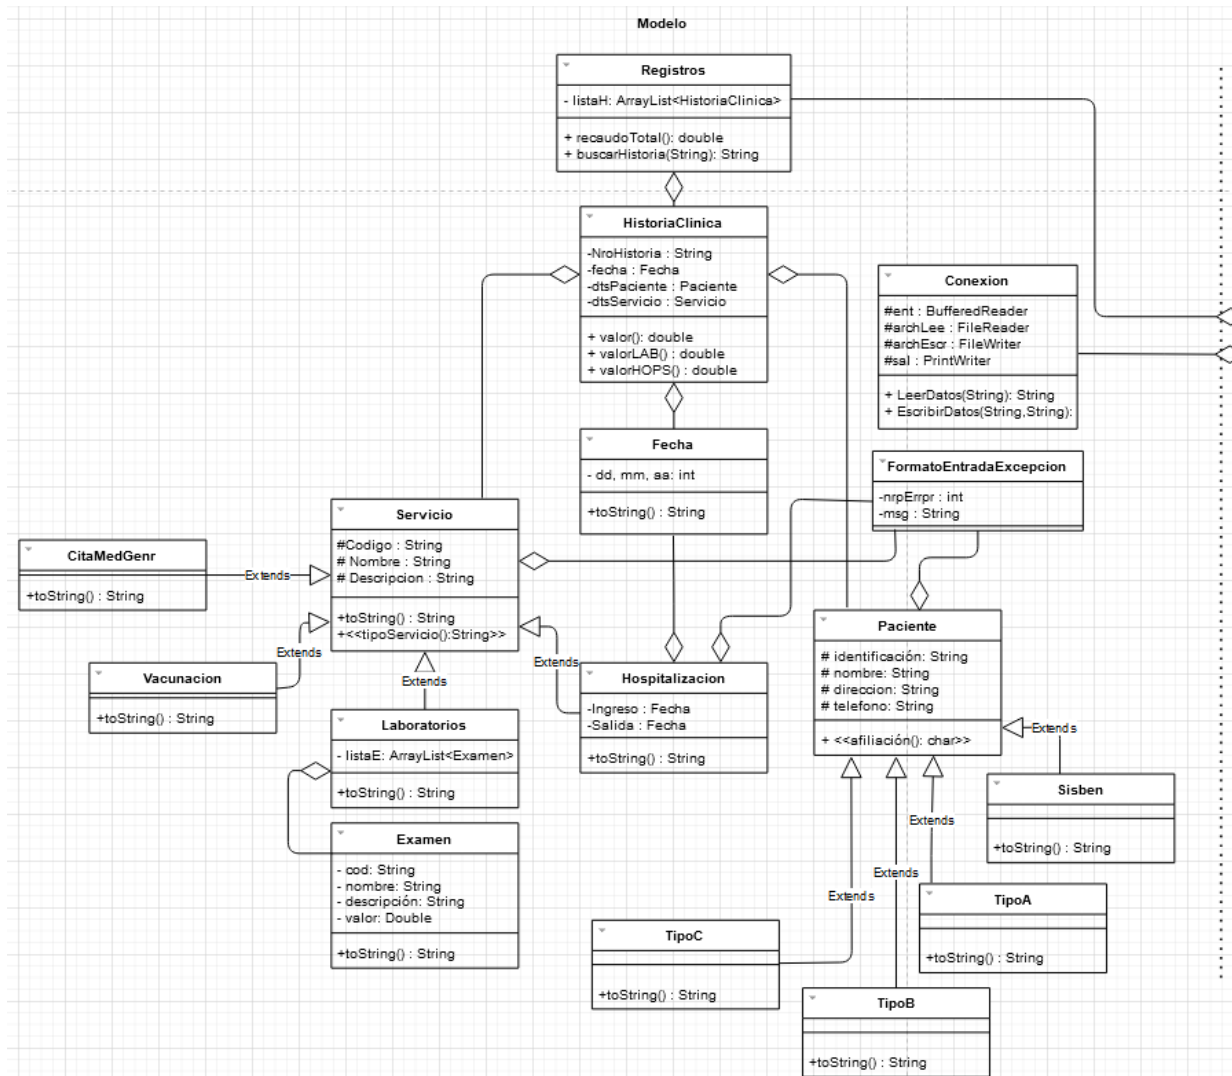 Modelo
Registros
- listaH: ArrayList<HistoriaClinica>
+ recaudoTotal(): double
+ buscarHistoria(String): String
HistoriaClinica
-NroHistoria : String
-fecha : Fecha
-dtsPaciente : Paciente
-dtsServicio : Servicio
+ valor(): double
+ valorLAB() : double
+ valorHOPS() : double
Conexion
#ent : BufferedReader
#archLee : FileReader
#archEscr : FileWriter
#sal : PrintWriter
+ LeerDatos(String): String
+ EscribirDatos(String,String):
Fecha
- dd, mm, aa: int
+toString() : String
FormatoEntradaExcepcion
-nrpErrpr : int
-msg : String
Servicio
#Codigo : String
# Nombre : String
# Descripcion : String
+toString() : String
+<<tipoServicio():String>>
CitaMedGenr
+toString() : String
Extends
Vacunacion
+toString() : String
Extends
Extends
Extends
Laboratorios
- listaE: ArrayList<Examen>
+toString() : String
Hospitalizacion
-Ingreso : Fecha
-Salida : Fecha
+toString() : String
Paciente
# identificación: String
# nombre: String
# direccion: String
# telefono: String
+ <<afiliación(): char>>
Extends
Sisben
+toString() : String
Examen
- cod: String
- nombre: String
- descripción: String
- valor: Double
+toString() : String
Extends
Extends
Extends
TipoA
+toString() : String
TipoC
+toString() : String
TipoB
+toString() : String